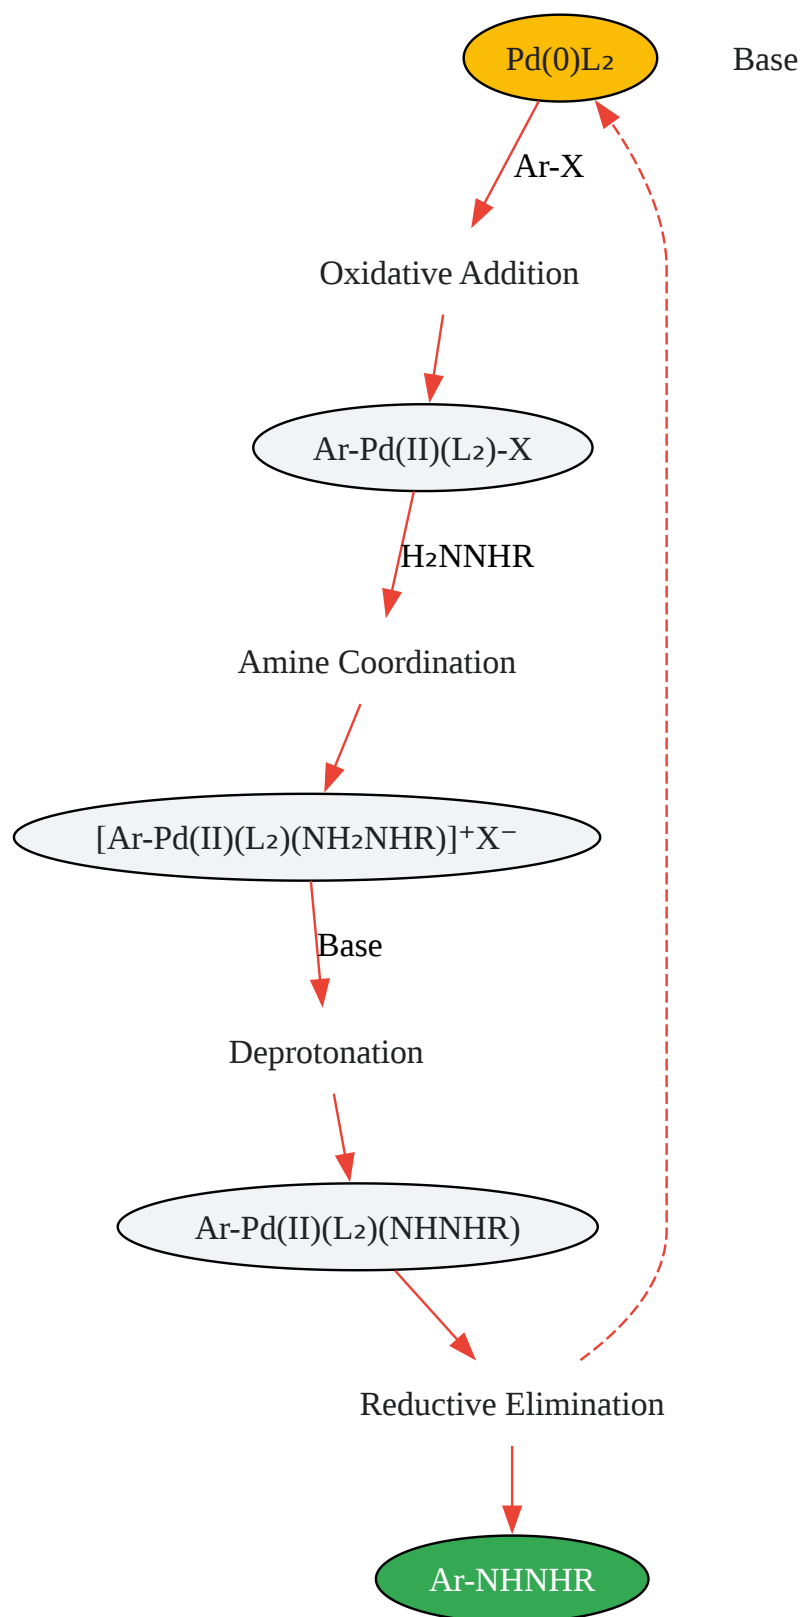 Pd(0)L₂
Base
Ar-X
Oxidative Addition
Ar-Pd(II)(L₂)-X
H₂NNHR
Amine Coordination
[Ar-Pd(II)(L₂)(NH₂NHR)]⁺X⁻
Base
Deprotonation
Ar-Pd(II)(L₂)(NHNHR)
Reductive Elimination
Ar-NHNHR